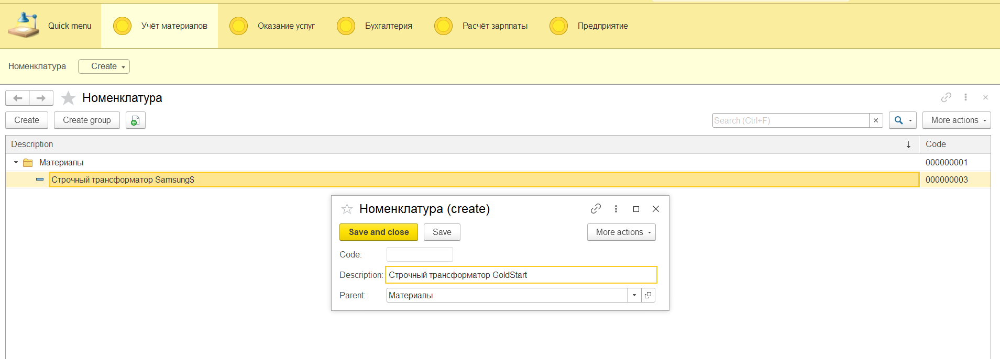 Quick menu Учёт материалов Оказание услуг Бухгалтерия Расчёт зарплаты Предприятие
Номенклатура Create
Номенклатура
Create Create group Search (Ctrl+F) More actions
Description Code
Материалы 000000001
Строчный трансформатор Samsung$ 000000003
Номенклатура (create)
Save and close Save More actions
Code:
Description: Строчный трансформатор GoldStart
Parent: Материалы